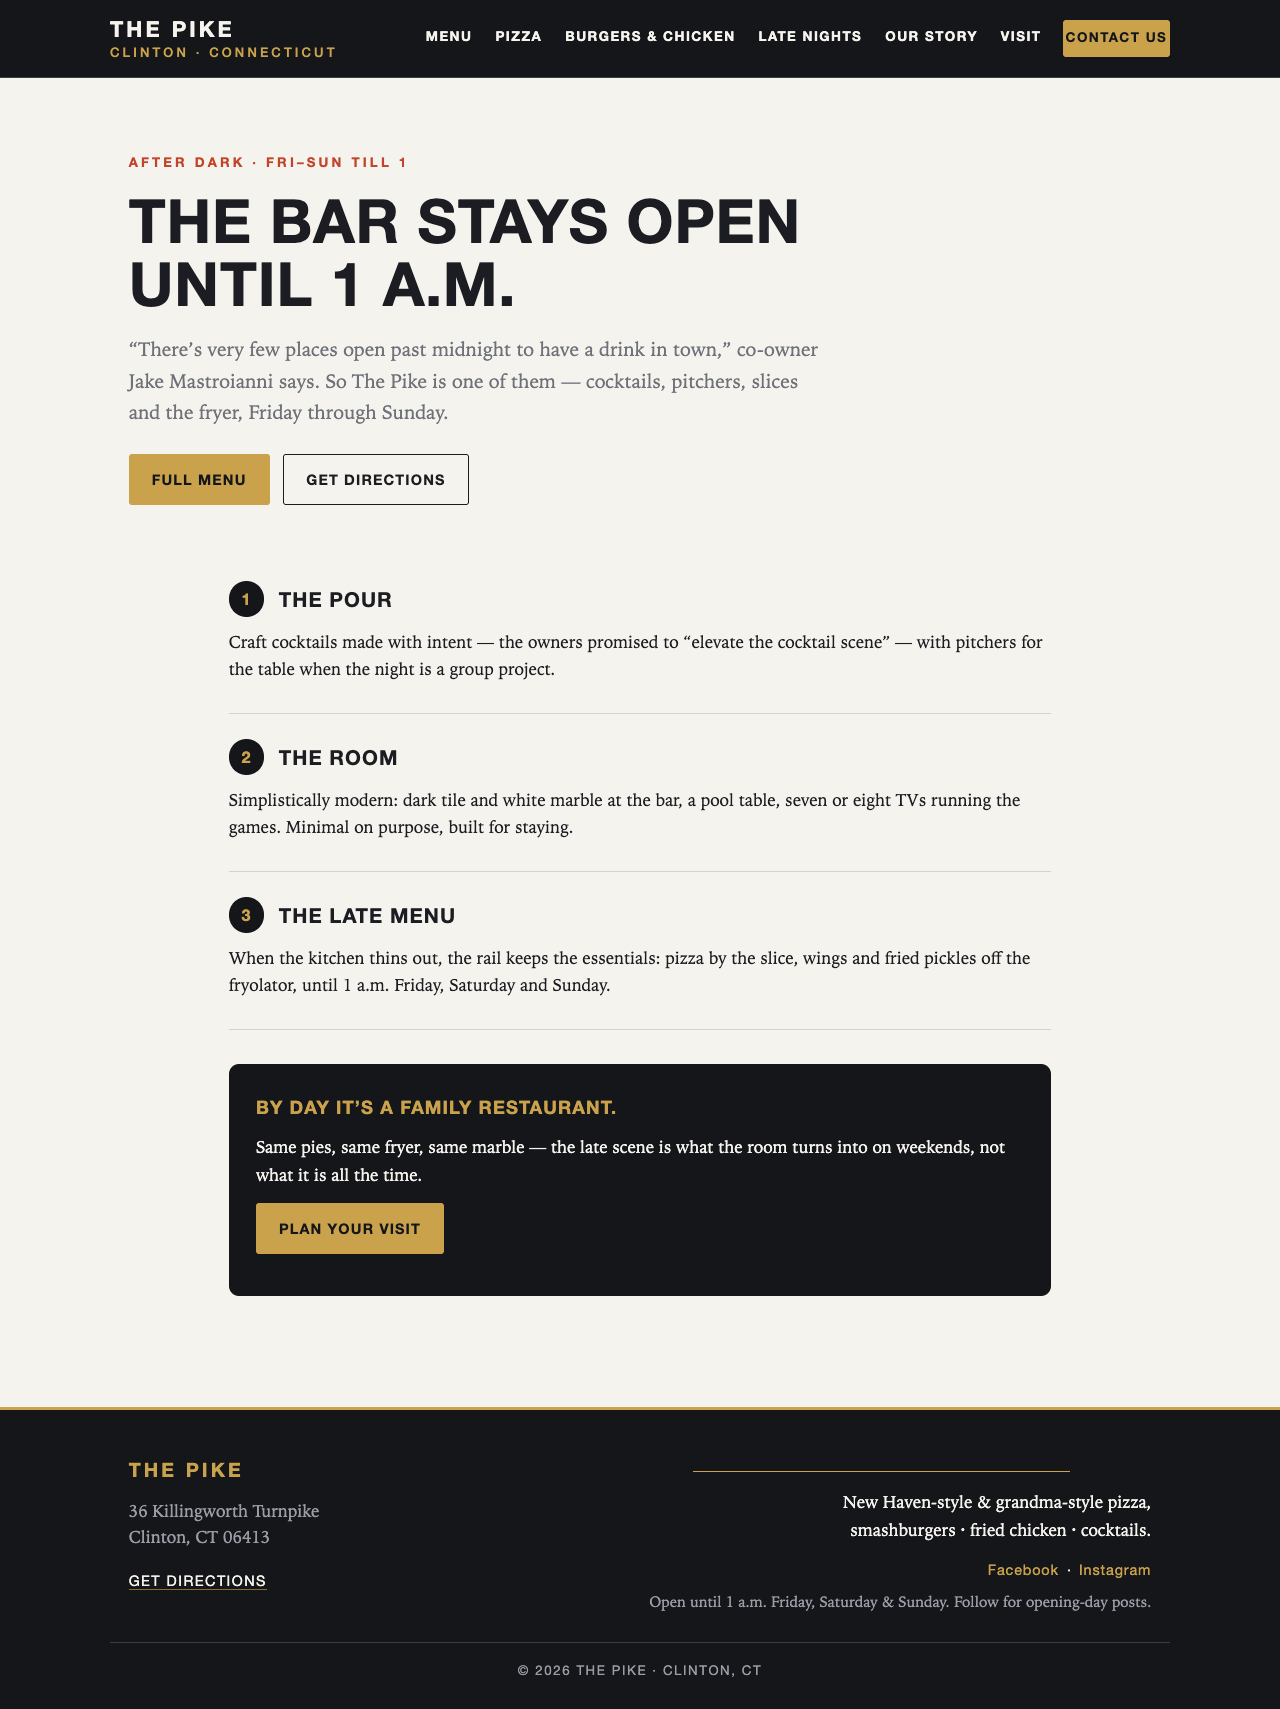 THE PIKE
CLINTON · CONNECTICUT
MENU
PIZZA
BURGERS & CHICKEN
LATE NIGHTS
OUR STORY
VISIT
CONTACT US
AFTER DARK · FRI–SUN TILL 1
THE BAR STAYS OPEN
UNTIL 1 A.M.
“There’s very few places open past midnight to have a drink in town,” co-owner
Jake Mastroianni says. So The Pike is one of them — cocktails, pitchers, slices
and the fryer, Friday through Sunday.
FULL MENU
GET DIRECTIONS
1 THE POUR
Craft cocktails made with intent — the owners promised to “elevate the cocktail scene” — with pitchers for
the table when the night is a group project.
2 THE ROOM
Simplistically modern: dark tile and white marble at the bar, a pool table, seven or eight TVs running the
games. Minimal on purpose, built for staying.
3 THE LATE MENU
When the kitchen thins out, the rail keeps the essentials: pizza by the slice, wings and fried pickles off the
fryolator, until 1 a.m. Friday, Saturday and Sunday.
BY DAY IT’S A FAMILY RESTAURANT.
Same pies, same fryer, same marble — the late scene is what the room turns into on weekends, not
what it is all the time.
PLAN YOUR VISIT
THE PIKE
36 Killingworth Turnpike
Clinton, CT 06413
GET DIRECTIONS
New Haven-style & grandma-style pizza,
smashburgers · fried chicken · cocktails.
Facebook · Instagram
Open until 1 a.m. Friday, Saturday & Sunday. Follow for opening-day posts.
© 2026 THE PIKE · CLINTON, CT